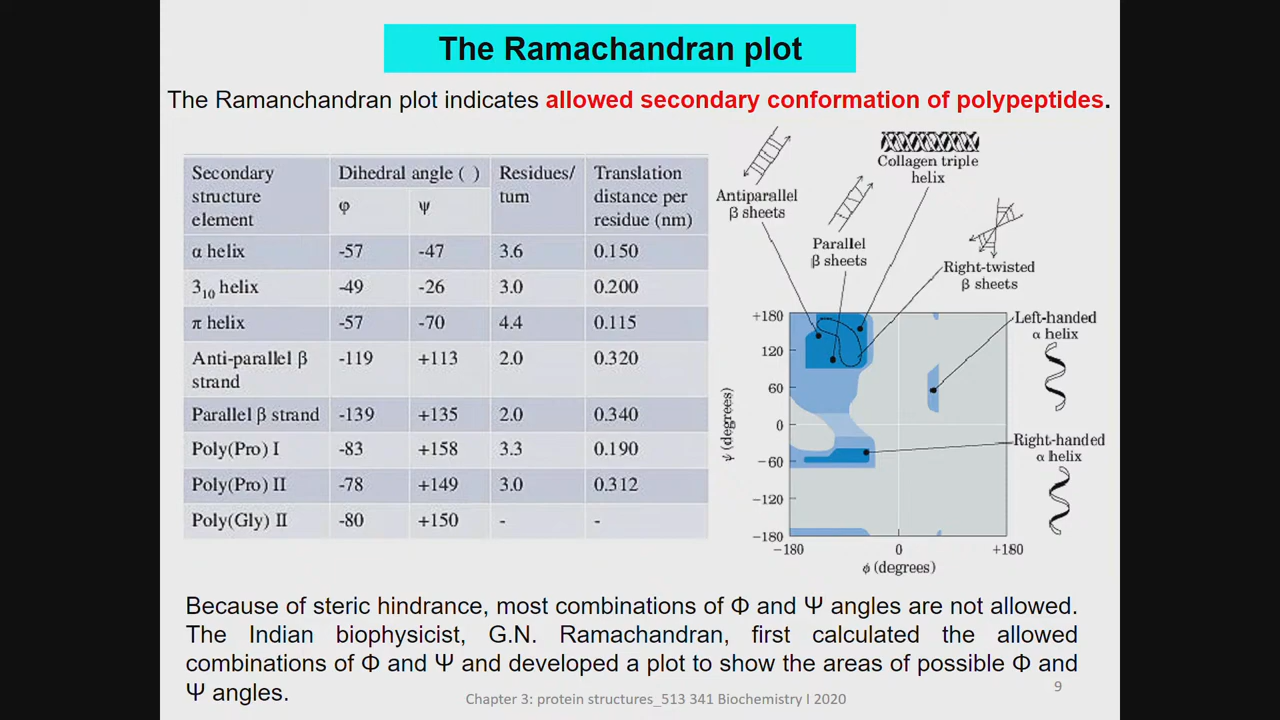 The Ramachandran plot
The Ramanchandran plot indicates allowed secondary conformation of polypeptides.
Secondary structure element
Dihedral angle ( )
φ
ψ
Residues/ turn
Translation distance per residue (nm)
α helix -57 -47 3.6 0.150
3₁₀ helix -49 -26 3.0 0.200
π helix -57 -70 4.4 0.115
Anti-parallel β strand -119 +113 2.0 0.320
Parallel β strand -139 +135 2.0 0.340
Poly(Pro) I -83 +158 3.3 0.190
Poly(Pro) II -78 +149 3.0 0.312
Poly(Gly) II -80 +150 - -
Collagen triple
helix
Antiparallel
β sheets
Parallel
β sheets
Right-twisted
β sheets
Left-handed
α helix
Right-handed
α helix
+180
120
60
0
−60
−120
−180
ψ (degrees)
−180 0 +180
ϕ (degrees)
Because of steric hindrance, most combinations of Φ and Ψ angles are not allowed.
The Indian biophysicist, G.N. Ramachandran, first calculated the allowed
combinations of Φ and Ψ and developed a plot to show the areas of possible Φ and
Ψ angles.
Chapter 3: protein structures_513 341 Biochemistry I 2020
9